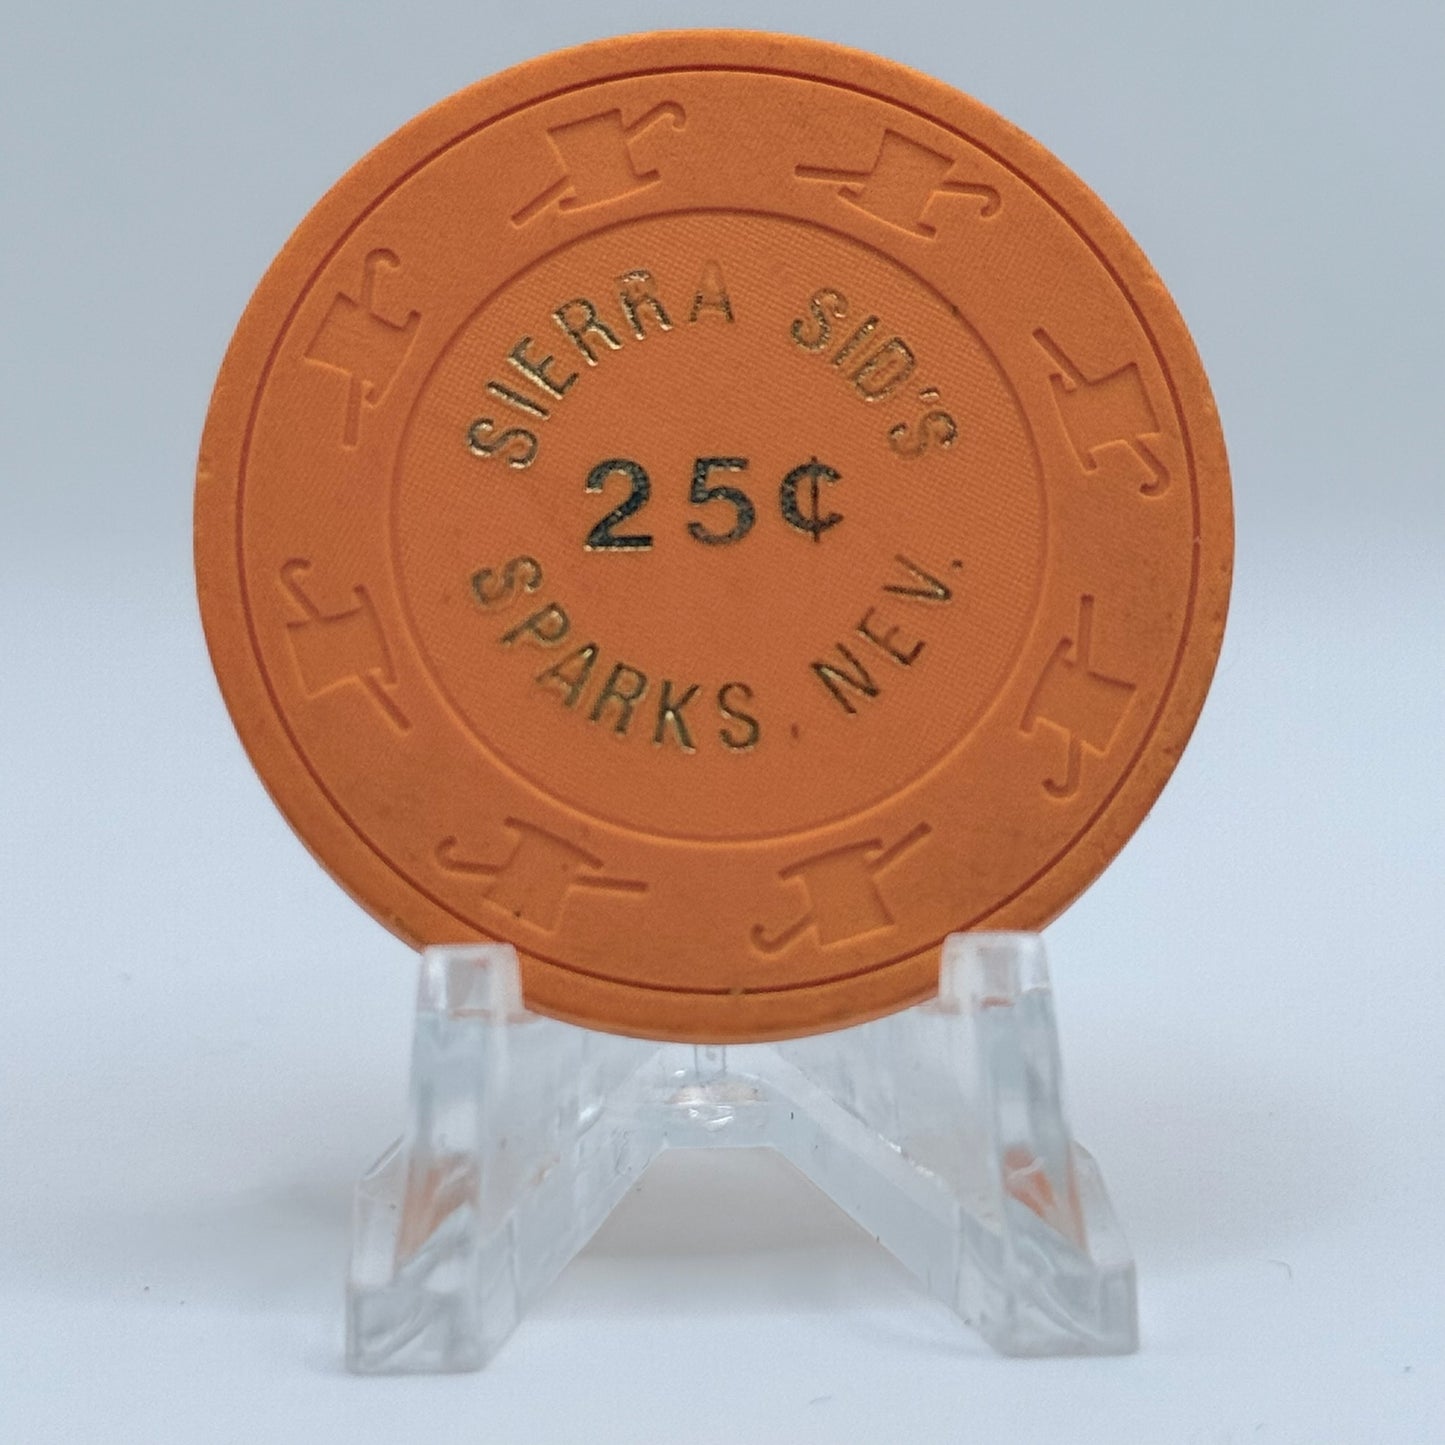 SIERRA SID'S
25¢
SPARKS, NEV.